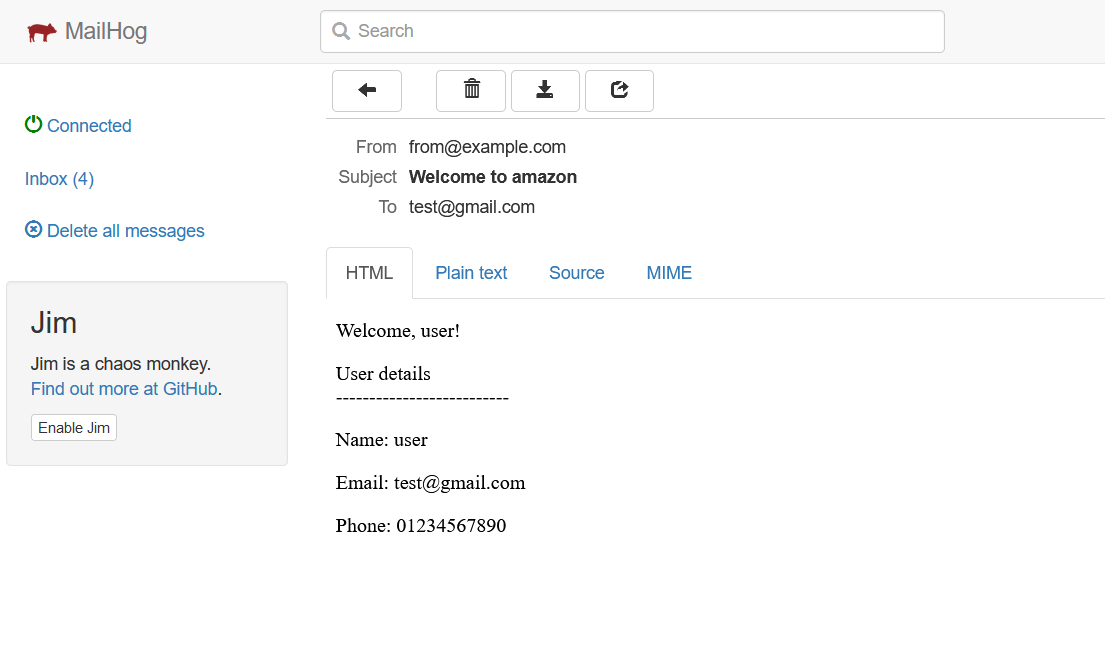 MailHog
Search
Connected
Inbox (4)
Delete all messages
Jim
Jim is a chaos monkey.
Find out more at GitHub.
Enable Jim
From from@example.com
Subject Welcome to amazon
To test@gmail.com
HTML Plain text Source MIME
Welcome, user!
User details
--------------------------
Name: user
Email: test@gmail.com
Phone: 01234567890